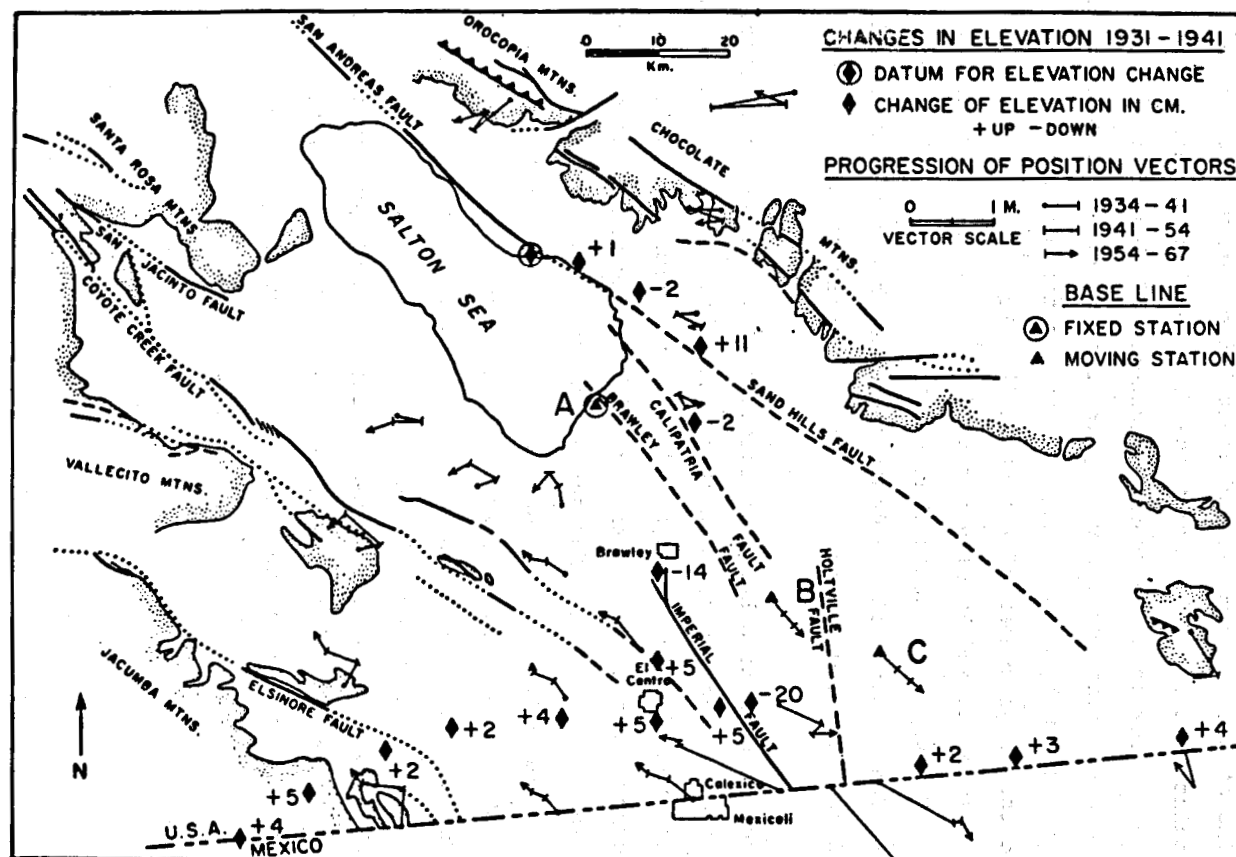 CHANGES IN ELEVATION 1931 - 1941
DATUM FOR ELEVATION CHANGE
CHANGE OF ELEVATION IN CM.
+ UP - DOWN
PROGRESSION OF POSITION VECTORS
0 1 M.
VECTOR SCALE
1934 - 41
1941 - 54
1954 - 67
BASE LINE
FIXED STATION
MOVING STATION
0 10 20
Km.
SAN ANDREAS FAULT
OROCOPIA MTNS.
CHOCOLATE
MTNS.
SANTA ROSA MTNS.
SAN JACINTO FAULT
COYOTE CREEK FAULT
SALTON SEA
+1
-2
+11
-2
A
BRAWLEY FAULT
CALIPATRIA FAULT
SAND HILLS FAULT
VALLECITO MTNS.
Brawley
-14
B
HOLTVILLE FAULT
IMPERIAL FAULT
C
+5
El Centro
-20
+5
+5
+4
+2
+2
+5
+4
ELSINORE FAULT
JACUMBA MTNS.
N
+2
+3
+4
Calexico
Mexicali
U.S.A.
MEXICO